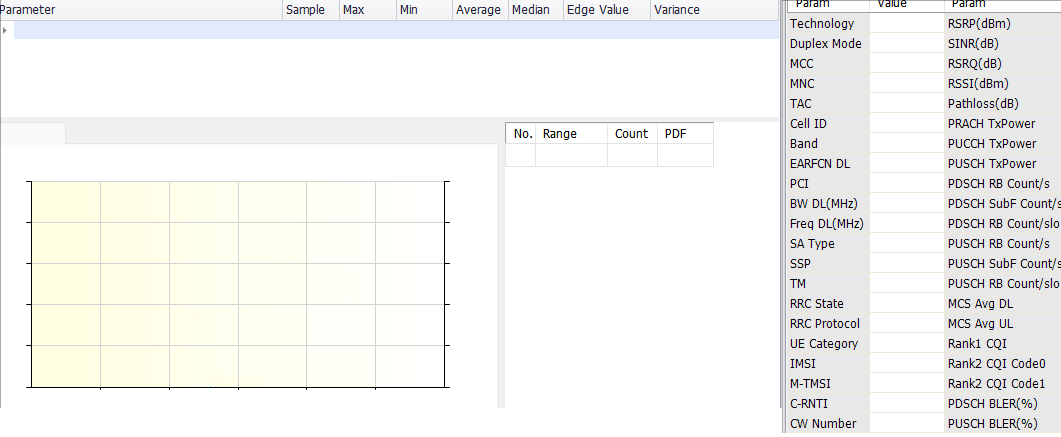 Parameter Sample Max Min Average Median Edge Value Variance
No. Range Count PDF
Param Value Param
Technology RSRP(dBm)
Duplex Mode SINR(dB)
MCC RSRQ(dB)
MNC RSSI(dBm)
TAC Pathloss(dB)
Cell ID PRACH TxPower
Band PUCCH TxPower
EARFCN DL PUSCH TxPower
PCI PDSCH RB Count/s
BW DL(MHz) PDSCH SubF Count/s
Freq DL(MHz) PDSCH RB Count/slo
SA Type PUSCH RB Count/s
SSP PUSCH SubF Count/s
TM PUSCH RB Count/slo
RRC State MCS Avg DL
RRC Protocol MCS Avg UL
UE Category Rank1 CQI
IMSI Rank2 CQI Code0
M-TMSI Rank2 CQI Code1
C-RNTI PDSCH BLER(%)
CW Number PUSCH BLER(%)